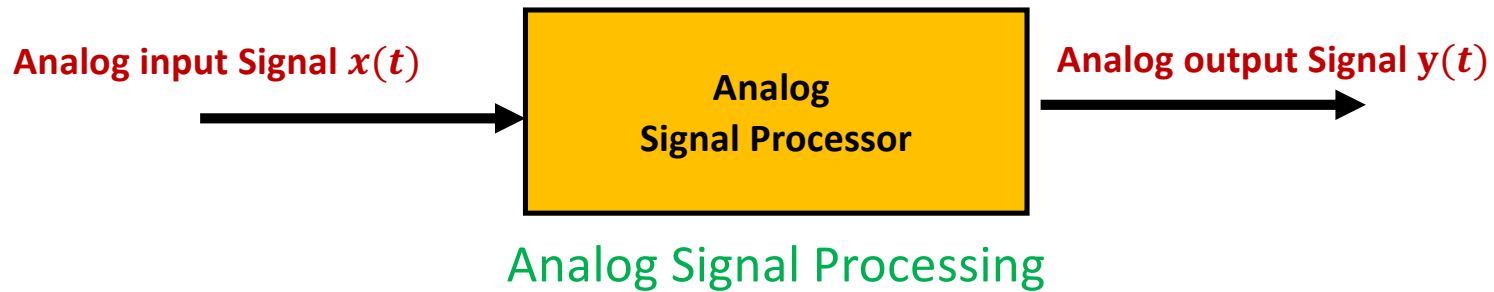 Analog input Signal x(t)
Analog
Signal Processor
Analog output Signal y(t)
Analog Signal Processing